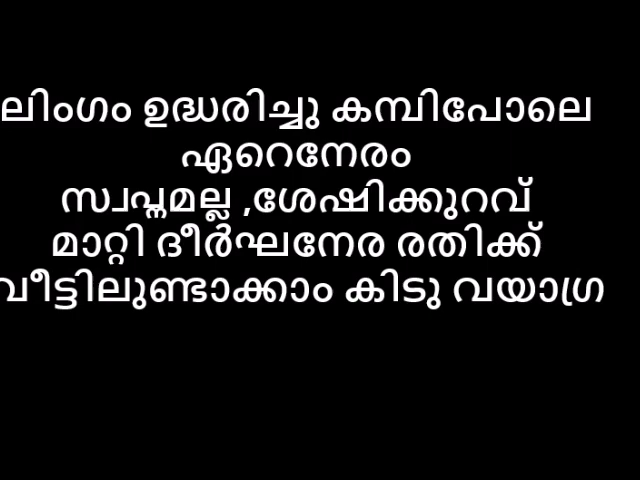 ലിംഗം ഉദ്ധരിച്ചു കമ്പിപോലെ
ഏറെനേരം
സ്വപ്നമല്ല ,ശേഷിക്കുറവ്
മാറ്റി ദീർഘനേര രതിക്ക്
വീട്ടിലുണ്ടാക്കാം കിടു വയാഗ്ര